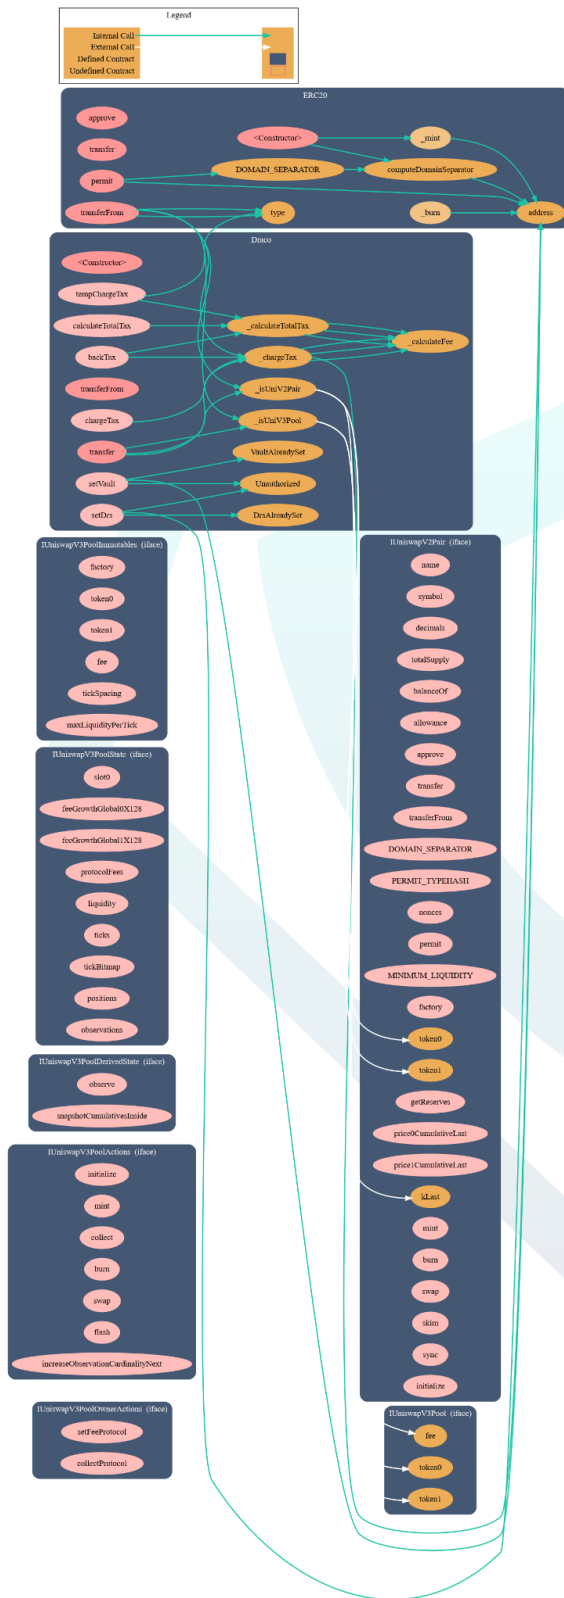 Legend
Internal Call
External Call
Defined Contract
Undefined Contract
ERC20
approve
transfer
permit
transferFrom
<Constructor>
DOMAIN_SEPARATOR
type
_mint
computeDomainSeparator
_burn
address
Draco
<Constructor>
tempChargeTax
calculateTotalTax
backTax
transferFrom
chargeTax
transfer
setVault
setDrs
_calculateTotalTax
_chargeTax
_isUniV2Pair
_isUniV3Pool
VaultAlreadySet
Unauthorized
DrsAlreadySet
_calculateFee
IUniswapV3PoolImmutables (iface)
factory
token0
token1
fee
tickSpacing
maxLiquidityPerTick
IUniswapV3PoolState (iface)
slot0
feeGrowthGlobal0X128
feeGrowthGlobal1X128
protocolFees
liquidity
ticks
tickBitmap
positions
observations
IUniswapV3PoolDerivedState (iface)
observe
snapshotCumulativesInside
IUniswapV3PoolActions (iface)
initialize
mint
collect
burn
swap
flash
increaseObservationCardinalityNext
IUniswapV3PoolOwnerActions (iface)
setFeeProtocol
collectProtocol
IUniswapV2Pair (iface)
name
symbol
decimals
totalSupply
balanceOf
allowance
approve
transfer
transferFrom
DOMAIN_SEPARATOR
PERMIT_TYPEHASH
nonces
permit
MINIMUM_LIQUIDITY
factory
token0
token1
getReserves
price0CumulativeLast
price1CumulativeLast
kLast
mint
burn
swap
skim
sync
initialize
IUniswapV3Pool (iface)
fee
token0
token1